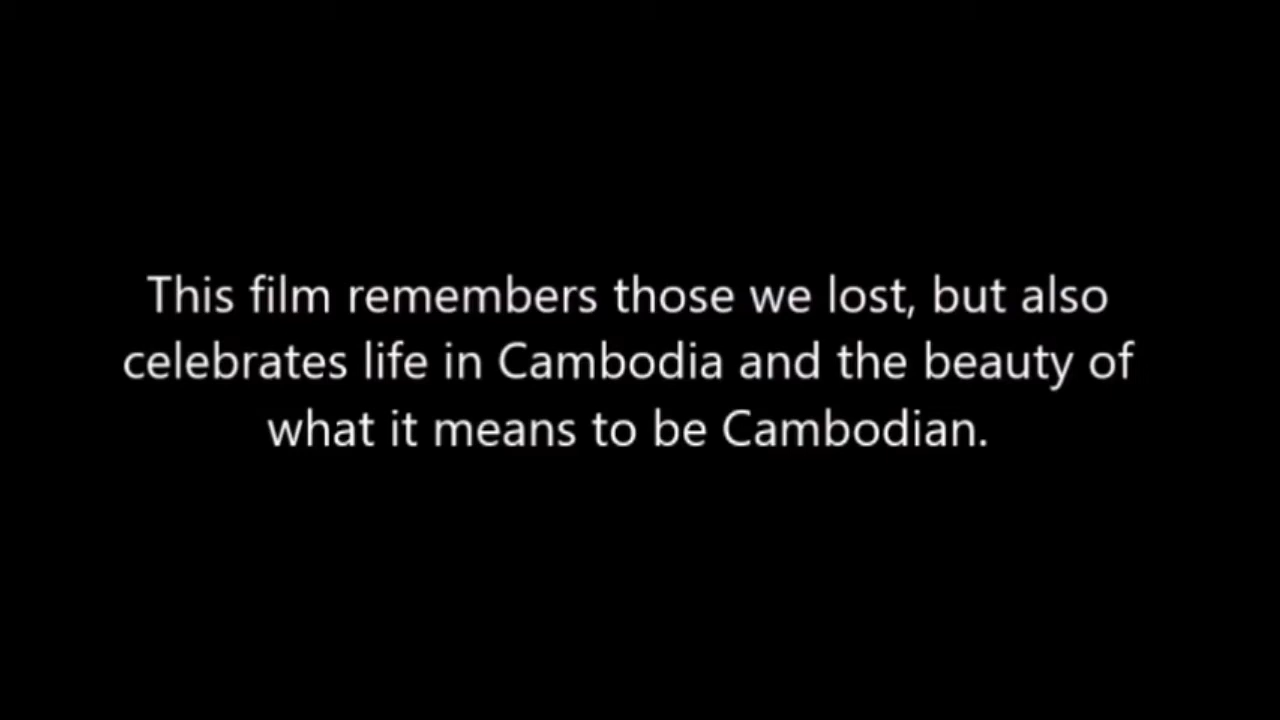 This film remembers those we lost, but also
celebrates life in Cambodia and the beauty of
what it means to be Cambodian.